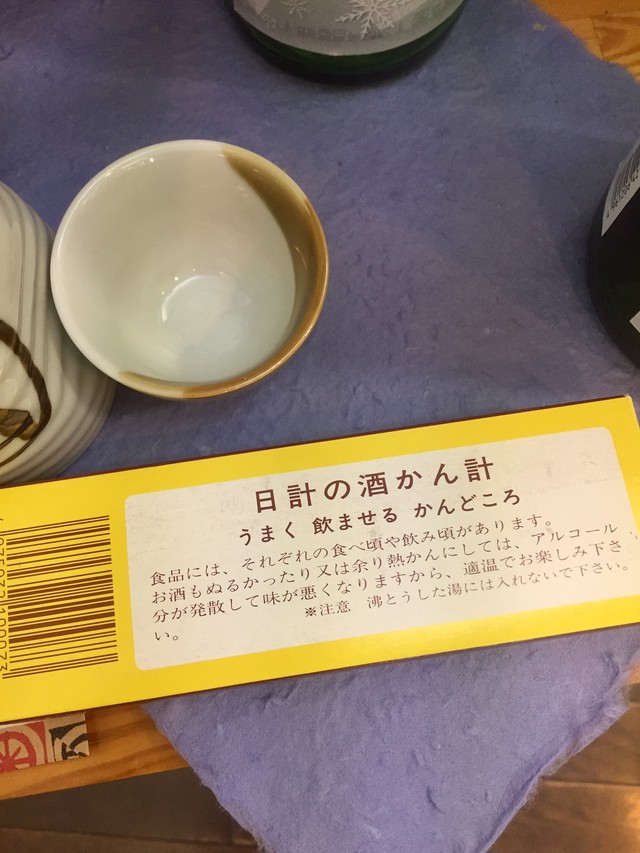 日計の酒かん計
うまく 飲ませる かんどころ
食品には、それぞれの食べ頃や飲み頃があります。
お酒もぬるかったり又は余り熱かんにしては、アルコール
分が発散して味が悪くなりますから、適温でお楽しみ下さ
い。
※注意 沸とうした湯には入れないで下さい。